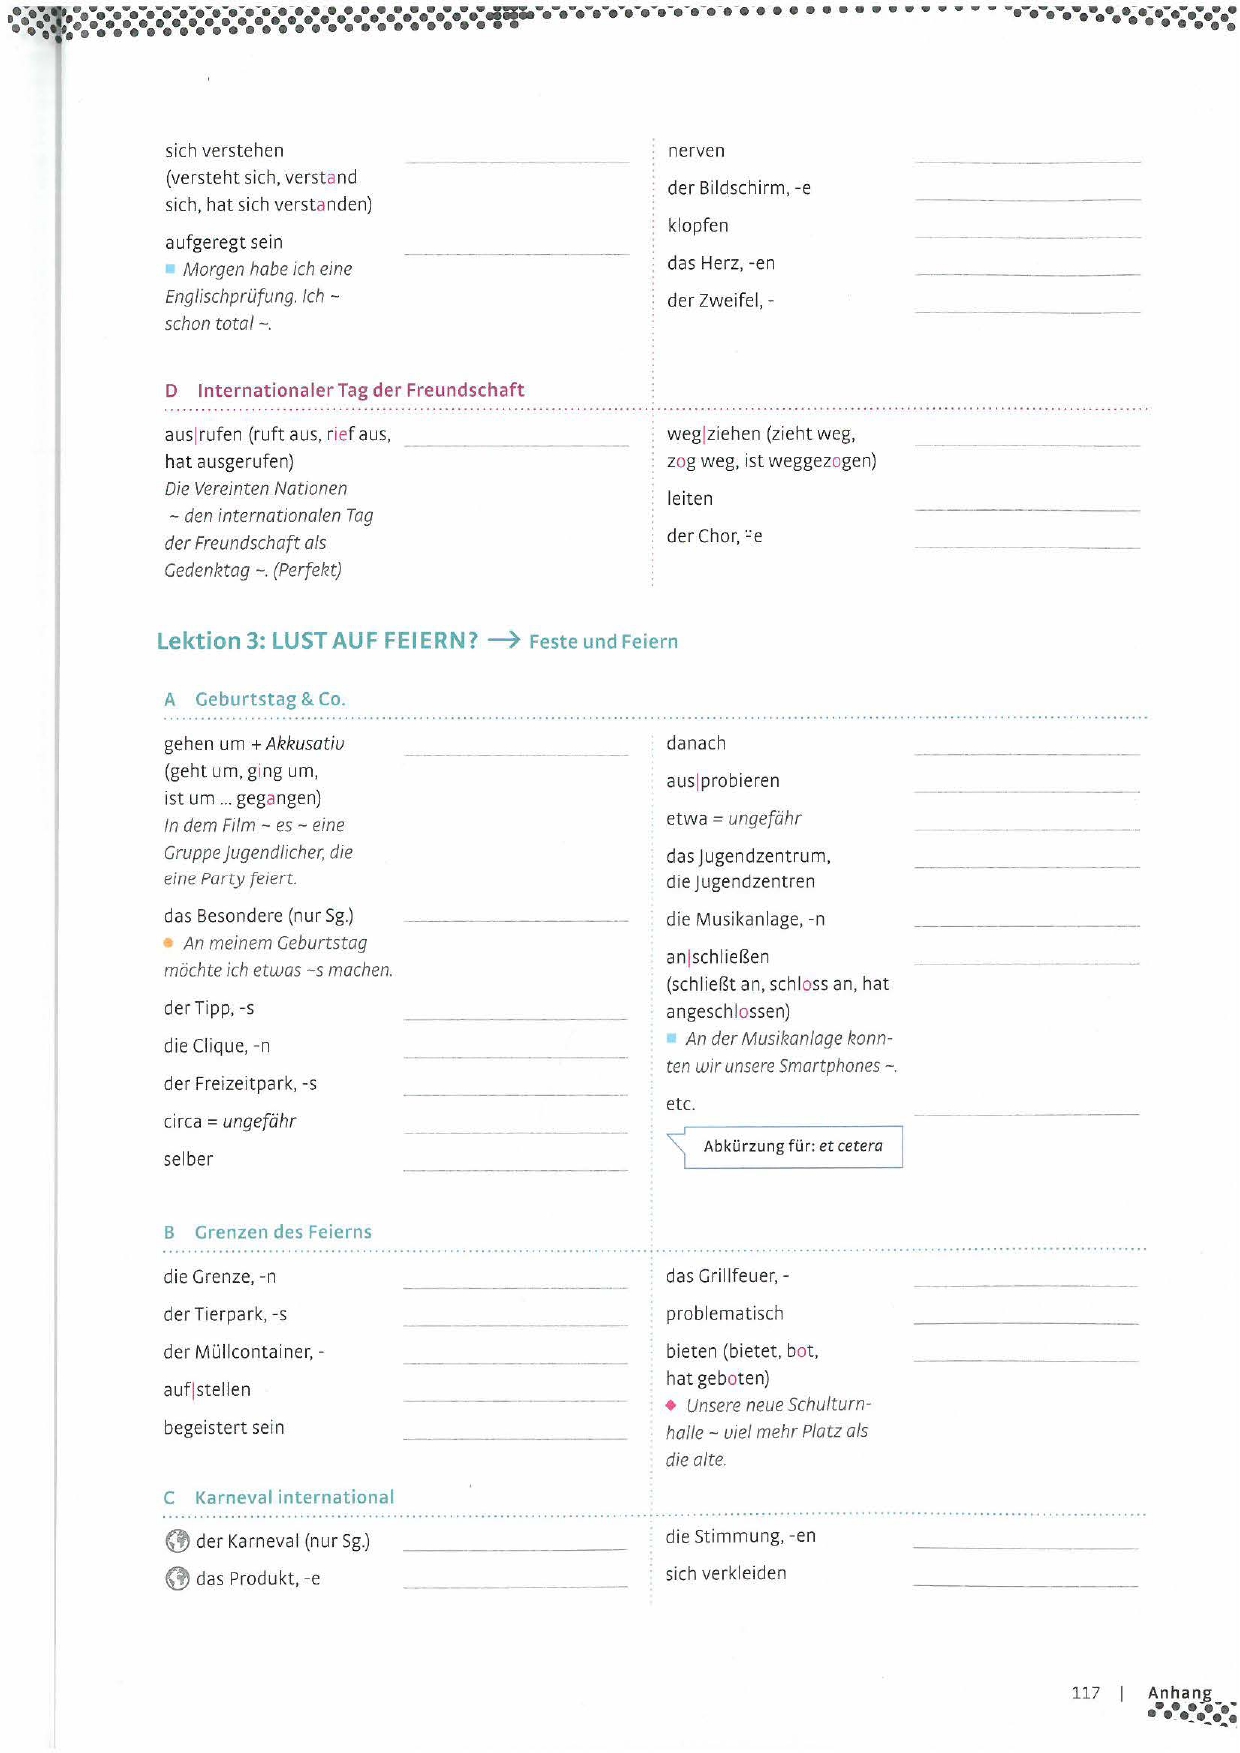 sich verstehen
(versteht sich, verstand
sich, hat sich verstanden)
aufgeregt sein
Morgen habe ich eine
Englischprüfung. Ich ~
schon total ~.
nerven
der Bildschirm, -e
klopfen
das Herz, -en
der Zweifel, -
D Internationaler Tag der Freundschaft
aus|rufen (ruft aus, rief aus,
hat ausgerufen)
Die Vereinten Nationen
~ den internationalen Tag
der Freundschaft als
Gedenktag ~. (Perfekt)
weg|ziehen (zieht weg,
zog weg, ist weggezogen)
leiten
der Chor, ⸚e
Lektion 3: LUST AUF FEIERN? → Feste und Feiern
A Geburtstag & Co.
gehen um + Akkusativ
(geht um, ging um,
ist um ... gegangen)
In dem Film ~ es ~ eine
Gruppe Jugendlicher, die
eine Party feiert.
das Besondere (nur Sg.)
An meinem Geburtstag
möchte ich etwas ~s machen.
der Tipp, -s
die Clique, -n
der Freizeitpark, -s
circa = ungefähr
selber
danach
aus|probieren
etwa = ungefähr
das Jugendzentrum,
die Jugendzentren
die Musikanlage, -n
an|schließen
(schließt an, schloss an, hat
angeschlossen)
An der Musikanlage konn-
ten wir unsere Smartphones ~.
etc.
Abkürzung für: et cetera
B Grenzen des Feierns
die Grenze, -n
der Tierpark, -s
der Müllcontainer, -
auf|stellen
begeistert sein
das Grillfeuer, -
problematisch
bieten (bietet, bot,
hat geboten)
Unsere neue Schulturn-
halle ~ viel mehr Platz als
die alte.
C Karneval international
der Karneval (nur Sg.)
das Produkt, -e
die Stimmung, -en
sich verkleiden
117 | Anhang